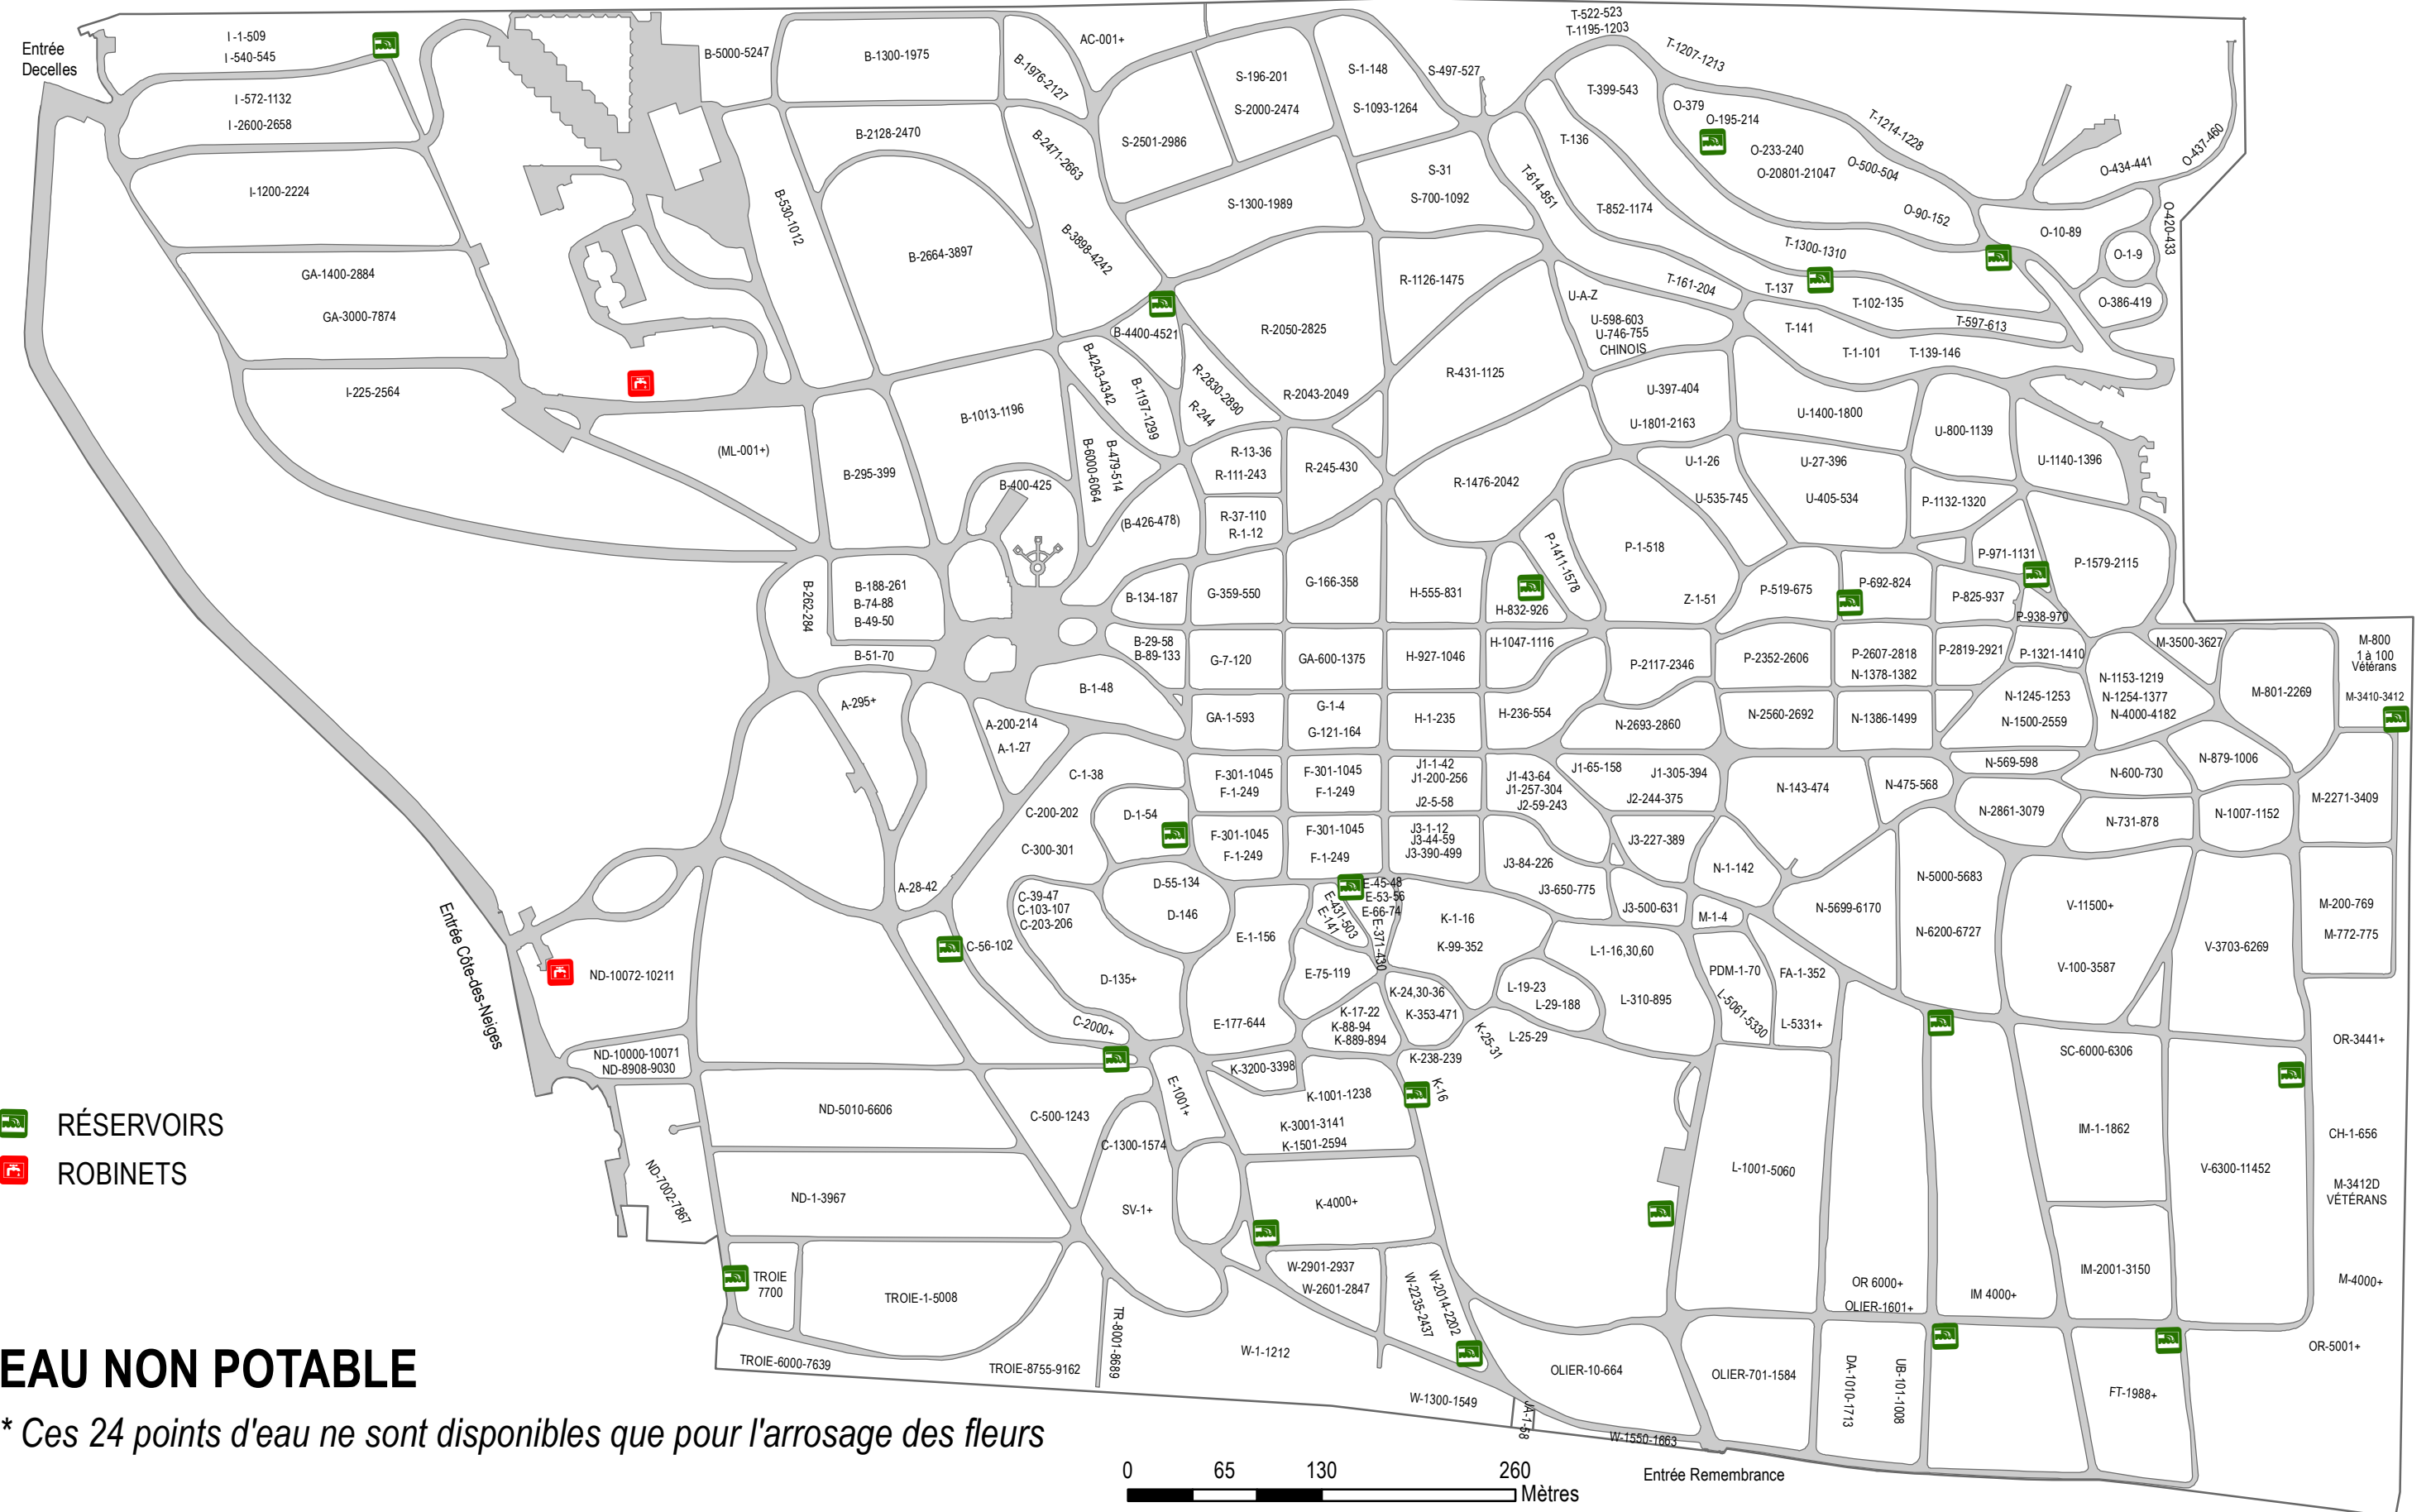 Entrée
Decelles
I -1-509
I -540-545
I -572-1132
I -2600-2658
I-1200-2224
GA-1400-2884
GA-3000-7874
I-225-2564
(ML-001+)
B-5000-5247
B-1300-1975
B-1976-2127
AC-001+
B-2128-2470
B-2471-2663
B-530-1012
B-2664-3897
B-3898-4242
B-4400-4521
B-4243-4342
B-1197-1299
B-1013-1196
B-295-399
B-400-425
B-6000-6064
B-479-514
(B-426-478)
B-262-284
B-188-261
B-74-88
B-49-50
B-51-70
B-134-187
B-29-58
B-89-133
B-1-48
S-196-201
S-2000-2474
S-2501-2986
S-1-148
S-1093-1264
S-497-527
S-1300-1989
S-31
S-700-1092
T-522-523
T-1195-1203
T-1207-1213
T-399-543
T-136
T-614-851
T-852-1174
T-1214-1228
T-1300-1310
T-161-204
T-137
T-102-135
T-597-613
T-141
T-1-101
T-139-146
O-379
O-195-214
O-233-240
O-20801-21047
O-500-504
O-90-152
O-434-441
O-437-460
O-420-433
O-10-89
O-1-9
O-386-419
R-1126-1475
R-2050-2825
R-2043-2049
R-2830-2890
R-244
R-431-1125
R-13-36
R-111-243
R-245-430
R-37-110
R-1-12
R-1476-2042
U-A-Z
U-598-603
U-746-755
CHINOIS
U-397-404
U-1801-2163
U-1400-1800
U-800-1139
U-1140-1396
U-1-26
U-535-745
U-27-396
U-405-534
P-1132-1320
P-971-1131
P-1579-2115
P-1-518
P-1411-1578
Z-1-51
P-519-675
P-692-824
P-825-937
P-938-970
P-2117-2346
P-2352-2606
P-2607-2818
N-1378-1382
P-2819-2921
P-1321-1410
G-359-550
G-166-358
H-555-831
H-832-926
G-7-120
GA-600-1375
H-927-1046
H-1047-1116
GA-1-593
G-1-4
G-121-164
H-1-235
H-236-554
N-2693-2860
N-2560-2692
N-1386-1499
N-1245-1253
N-1500-2559
N-1153-1219
N-1254-1377
N-4000-4182
M-3500-3627
M-801-2269
M-800
1 à 100
Vétérans
M-3410-3412
A-295+
A-200-214
A-1-27
A-28-42
C-1-38
C-200-202
C-300-301
D-1-54
F-301-1045
F-1-249
F-301-1045
F-1-249
F-301-1045
F-1-249
F-301-1045
F-1-249
J1-1-42
J1-200-256
J2-5-58
J1-43-64
J1-257-304
J2-59-243
J1-65-158
J1-305-394
J2-244-375
J3-1-12
J3-44-59
J3-390-499
J3-84-226
J3-650-775
J3-227-389
J3-500-631
N-143-474
N-475-568
N-569-598
N-600-730
N-879-1006
N-2861-3079
N-731-878
N-1007-1152
M-2271-3409
N-1-142
M-1-4
N-5000-5683
N-5699-6170
N-6200-6727
V-11500+
V-100-3587
V-3703-6269
M-200-769
M-772-775
C-39-47
C-103-107
C-203-206
C-56-102
C-2000+
D-55-134
D-146
D-135+
E-1-156
E-177-644
E-45-48
E-53-56
E-66-74
E-431-503
E-141
E-371-430
E-75-119
K-1-16
K-99-352
K-24,30-36
K-353-471
K-17-22
K-88-94
K-889-894
K-25-31
K-238-239
K-16
K-3200-3398
K-1001-1238
K-3001-3141
K-1501-2594
K-4000+
L-1-16,30,60
L-19-23
L-29-188
L-310-895
L-25-29
PDM-1-70
L-5061-5330
FA-1-352
L-5331+
L-1001-5060
SC-6000-6306
IM-1-1862
IM-2001-3150
IM 4000+
V-6300-11452
OR-3441+
CH-1-656
M-3412D
VÉTÉRANS
M-4000+
OR-5001+
OR 6000+
OLIER-1601+
Entrée Côte-des-Neiges
ND-10072-10211
ND-10000-10071
ND-8908-9030
ND-7002-7867
ND-5010-6606
ND-1-3967
C-500-1243
C-1300-1574
E-1001+
SV-1+
TROIE
7700
TROIE-1-5008
TROIE-6000-7639
TROIE-8755-9162
TR-8001-8689
W-2901-2937
W-2601-2847
W-2235-2437
W-2014-2202
W-1-1212
W-1300-1549
JA-1-58
W-1550-1663
OLIER-10-664
OLIER-701-1584
DA-1010-1713
UB-101-1008
FT-1988+
Entrée Remembrance
RÉSERVOIRS
ROBINETS
EAU NON POTABLE
* Ces 24 points d'eau ne sont disponibles que pour l'arrosage des fleurs
0 65 130 260
Mètres